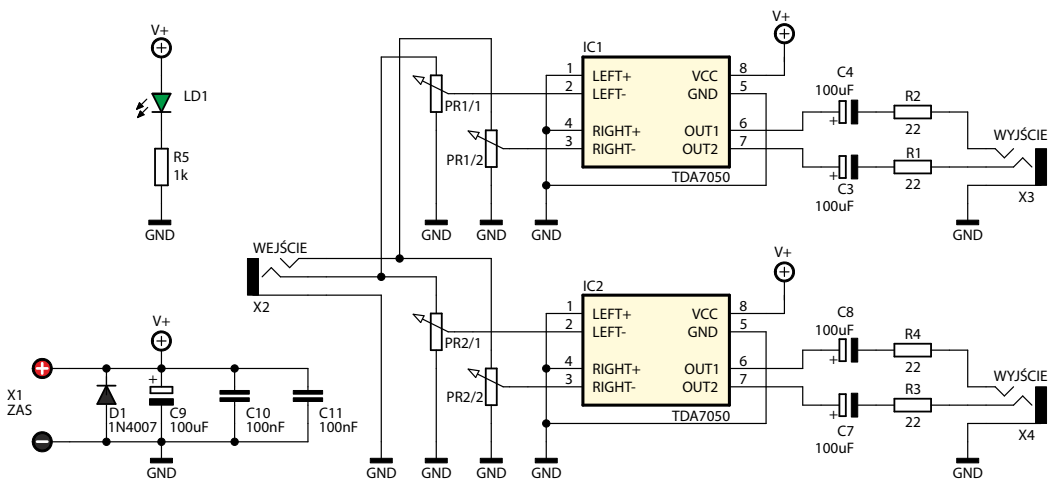 V+
LD1
R5
1k
GND
WEJŚCIE
X2
V+
X1
ZAS
D1
1N4007
C9
100uF
C10
100nF
C11
100nF
GND
GND
PR1/1
PR1/2
GND
GND
GND
IC1
1 LEFT+ VCC 8
2 LEFT- GND 5
4 RIGHT+ OUT1 6
3 RIGHT- OUT2 7
TDA7050
V+
C4
100uF
R2
22
R1
22
C3
100uF
WYJŚCIE
X3
GND
PR2/1
PR2/2
GND
GND
GND
IC2
1 LEFT+ VCC 8
2 LEFT- GND 5
4 RIGHT+ OUT1 6
3 RIGHT- OUT2 7
TDA7050
V+
C8
100uF
R4
22
R3
22
C7
100uF
WYJŚCIE
X4
GND